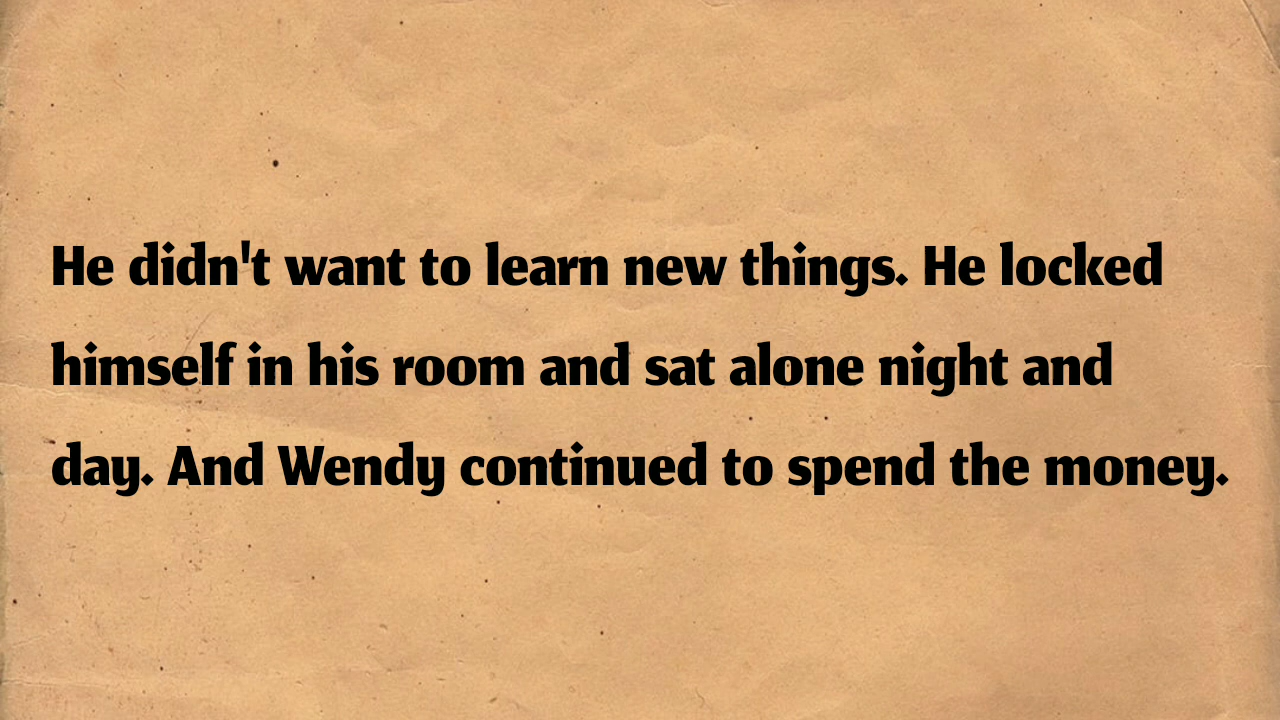 He didn't want to learn new things. He locked
himself in his room and sat alone night and
day. And Wendy continued to spend the money.